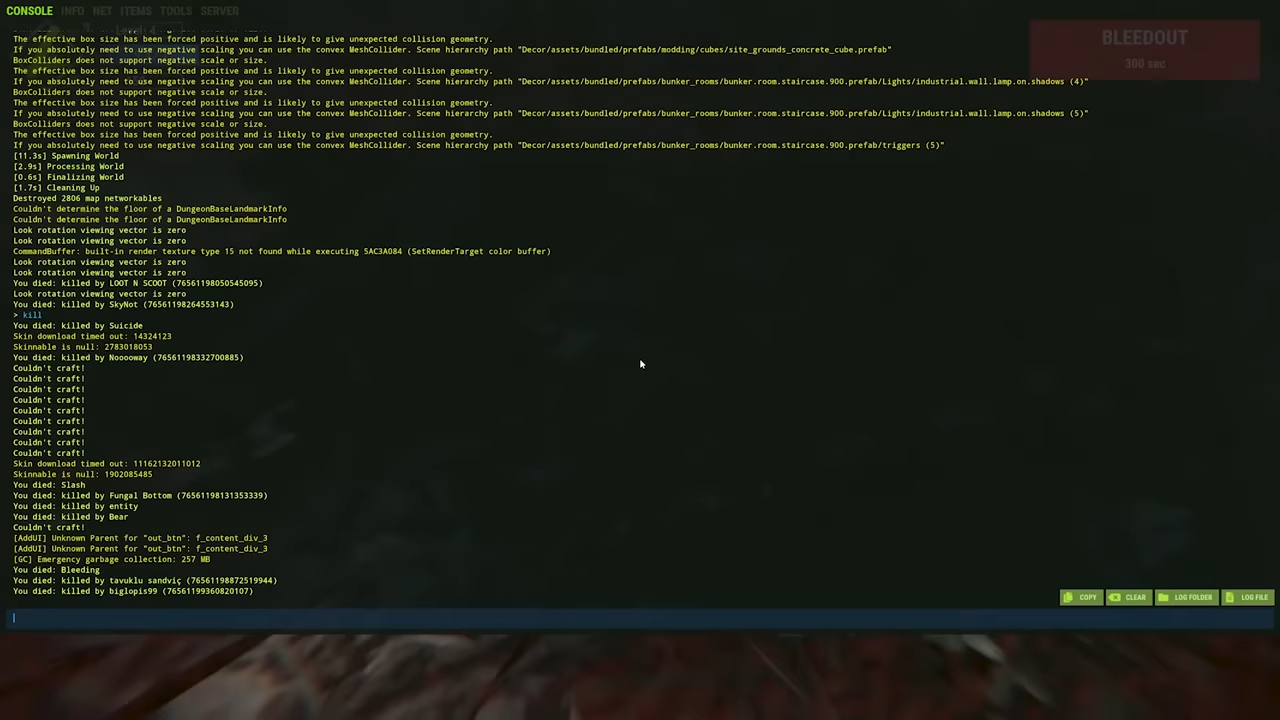 CONSOLE INFO NET ITEMS TOOLS SERVER
The effective box size has been forced positive and is likely to give unexpected collision geometry.
If you absolutely need to use negative scaling you can use the convex MeshCollider. Scene hierarchy path "Decor/assets/bundled/prefabs/modding/cubes/site_grounds_concrete_cube.prefab"
BoxColliders does not support negative scale or size.
The effective box size has been forced positive and is likely to give unexpected collision geometry.
If you absolutely need to use negative scaling you can use the convex MeshCollider. Scene hierarchy path "Decor/assets/bundled/prefabs/bunker_rooms/bunker.room.staircase.900.prefab/Lights/industrial.wall.lamp.on.shadows (4)"
BoxColliders does not support negative scale or size.
The effective box size has been forced positive and is likely to give unexpected collision geometry.
If you absolutely need to use negative scaling you can use the convex MeshCollider. Scene hierarchy path "Decor/assets/bundled/prefabs/bunker_rooms/bunker.room.staircase.900.prefab/Lights/industrial.wall.lamp.on.shadows (5)"
BoxColliders does not support negative scale or size.
The effective box size has been forced positive and is likely to give unexpected collision geometry.
If you absolutely need to use negative scaling you can use the convex MeshCollider. Scene hierarchy path "Decor/assets/bundled/prefabs/bunker_rooms/bunker.room.staircase.900.prefab/triggers (5)"
[11.3s] Spawning World
[2.9s] Processing World
[0.6s] Finalizing World
[1.7s] Cleaning Up
Destroyed 2806 map networkables
Couldn't determine the floor of a DungeonBaseLandmarkInfo
Couldn't determine the floor of a DungeonBaseLandmarkInfo
Look rotation viewing vector is zero
Look rotation viewing vector is zero
CommandBuffer: built-in render texture type 15 not found while executing 5AC3A084 (SetRenderTarget color buffer)
Look rotation viewing vector is zero
Look rotation viewing vector is zero
You died: killed by LOOT N SCOOT (76561198050545095)
Look rotation viewing vector is zero
You died: killed by SkyNot (76561198264553143)
> kill
You died: killed by Suicide
Skin download timed out: 14324123
Skinnable is null: 2783018053
You died: killed by Nooooway (76561198332700885)
Couldn't craft!
Couldn't craft!
Couldn't craft!
Couldn't craft!
Couldn't craft!
Couldn't craft!
Couldn't craft!
Couldn't craft!
Couldn't craft!
Skin download timed out: 11162132011012
Skinnable is null: 1902085485
You died: Slash
You died: killed by Fungal Bottom (76561198131353339)
You died: killed by entity
You died: killed by Bear
Couldn't craft!
[AddUI] Unknown Parent for "out_btn": f_content_div_3
[AddUI] Unknown Parent for "out_btn": f_content_div_3
[GC] Emergency garbage collection: 257 MB
You died: Bleeding
You died: killed by tavuklu sandviç (76561198872519944)
You died: killed by biglopis99 (76561199360820107)
BLEEDOUT
300 sec
COPY CLEAR LOG FOLDER LOG FILE